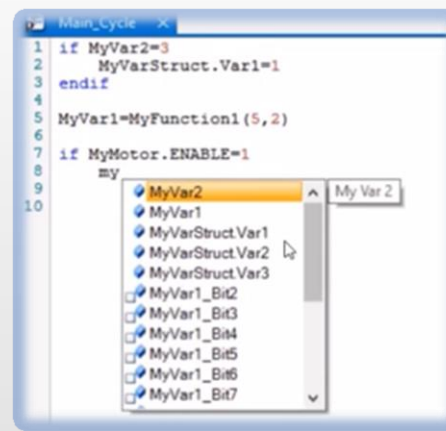 Main_Cycle ×
1 if MyVar2=3
2 MyVarStruct.Var1=1
3 endif
4
5 MyVar1=MyFunction1(5,2)
6
7 if MyMotor.ENABLE=1
8 my
9 MyVar2 My Var 2
10 MyVar1
MyVarStruct.Var1
MyVarStruct.Var2
MyVarStruct.Var3
MyVar1_Bit2
MyVar1_Bit3
MyVar1_Bit4
MyVar1_Bit5
MyVar1_Bit6
MyVar1_Bit7